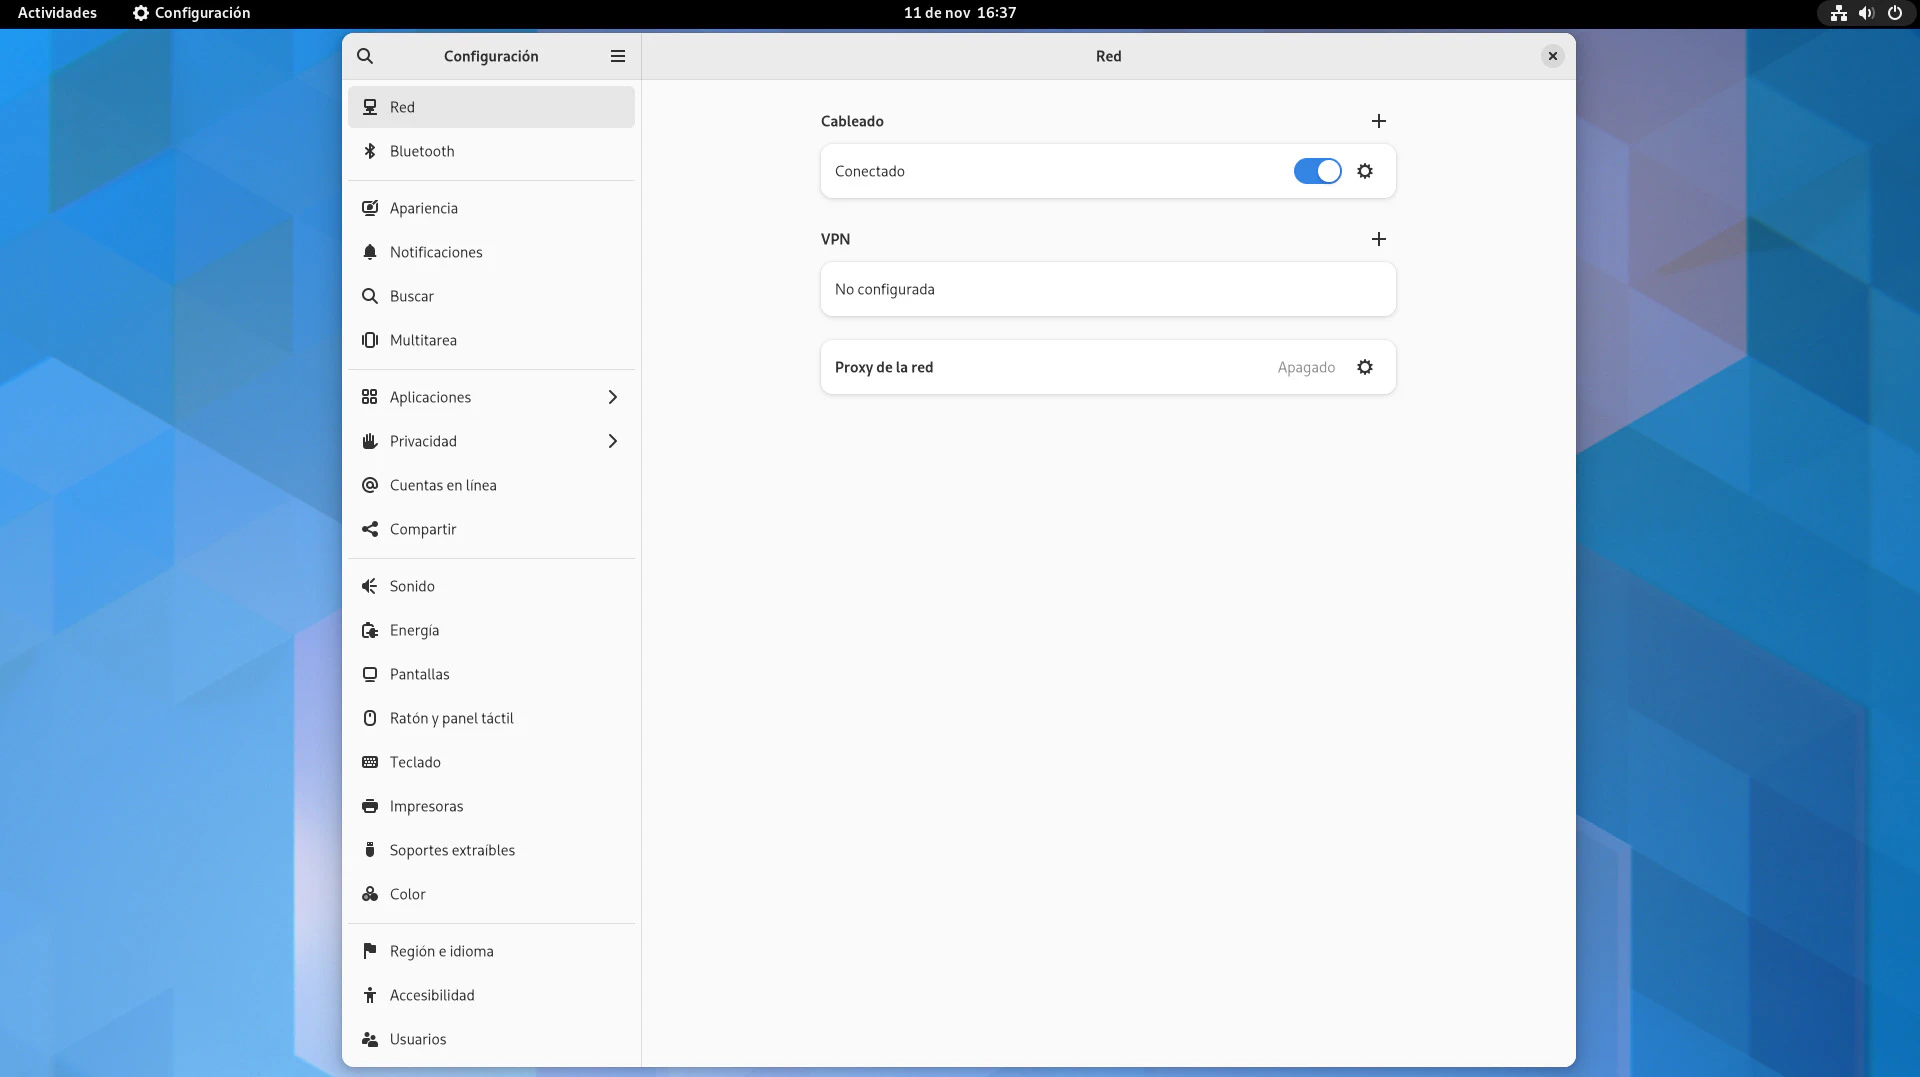 Actividades
Configuración
11 de nov 16:37
Configuración
Red
Red
Bluetooth
Apariencia
Notificaciones
Buscar
Multitarea
Aplicaciones
Privacidad
Cuentas en línea
Compartir
Sonido
Energía
Pantallas
Ratón y panel táctil
Teclado
Impresoras
Soportes extraíbles
Color
Región e idioma
Accesibilidad
Usuarios
Cableado
Conectado
VPN
No configurada
Proxy de la red
Apagado